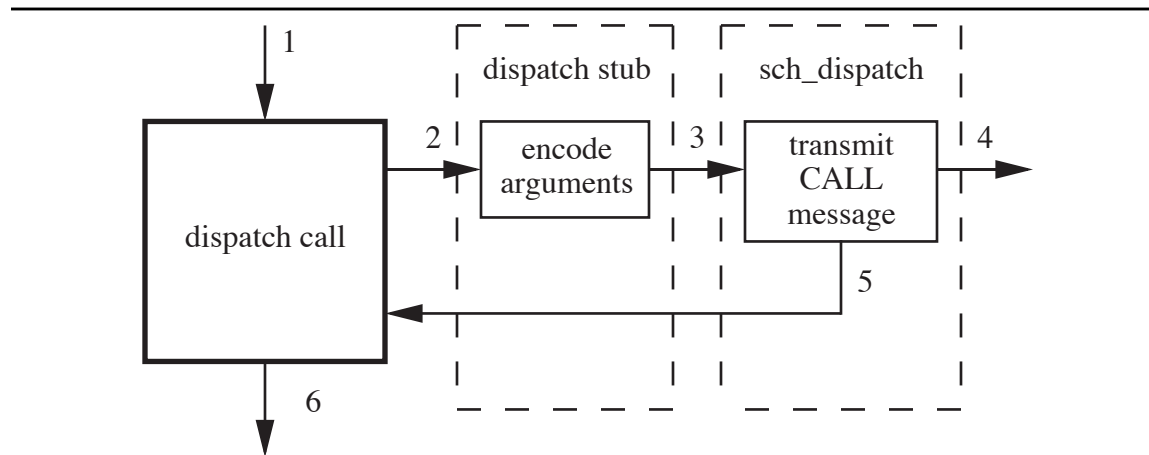 1
dispatch stub
sch_dispatch
2
encode
arguments
3
transmit
CALL
message
4
dispatch call
5
6